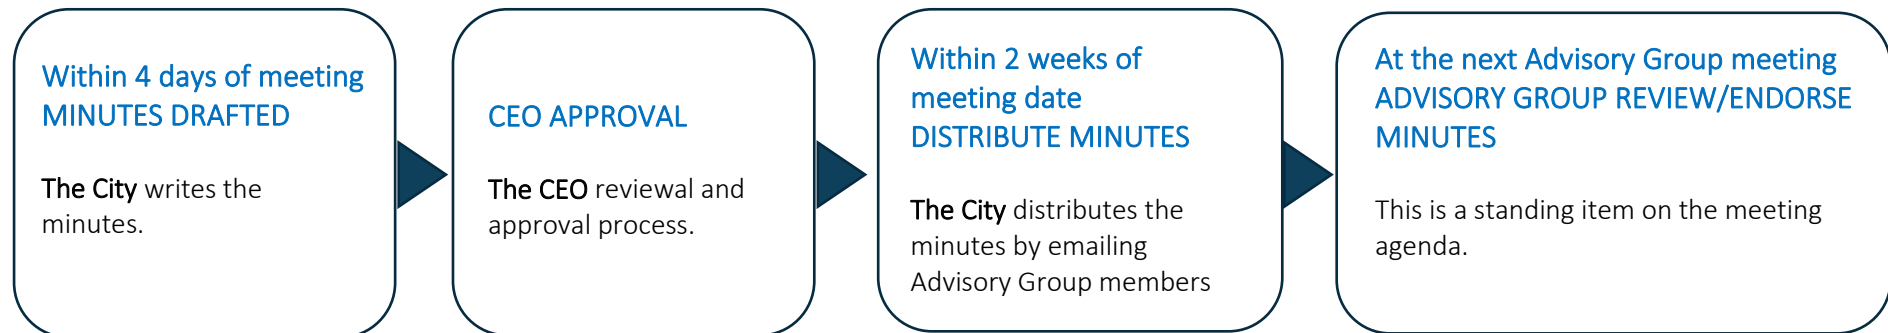 Within 4 days of meeting
MINUTES DRAFTED
The City writes the
minutes.
CEO APPROVAL
The CEO reviewal and
approval process.
Within 2 weeks of
meeting date
DISTRIBUTE MINUTES
The City distributes the
minutes by emailing
Advisory Group members
At the next Advisory Group meeting
ADVISORY GROUP REVIEW/ENDORSE
MINUTES
This is a standing item on the meeting
agenda.